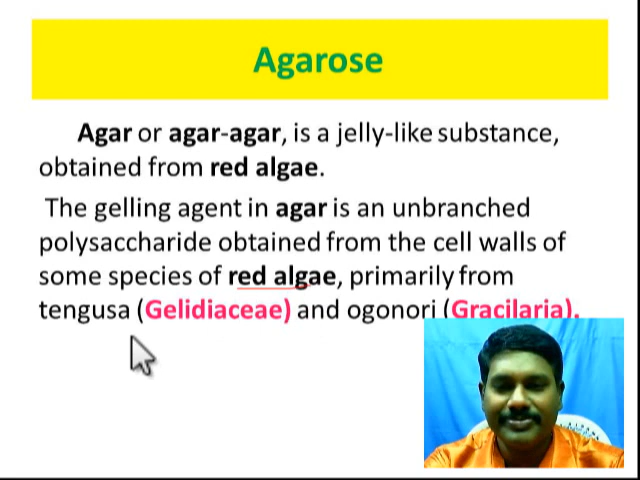 Agarose
Agar or agar-agar, is a jelly-like substance,
obtained from red algae.
The gelling agent in agar is an unbranched
polysaccharide obtained from the cell walls of
some species of red algae, primarily from
tengusa (Gelidiaceae) and ogonori (Gracilaria).